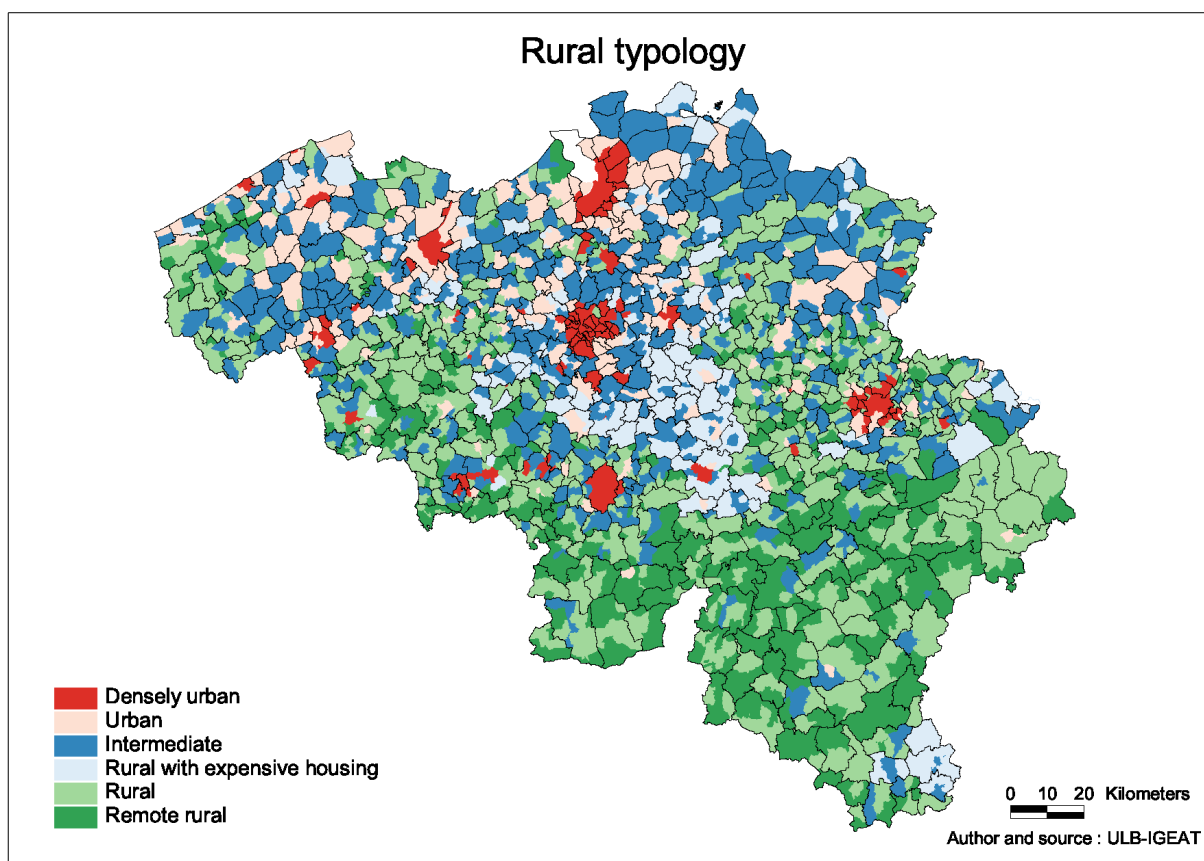 Rural typology
Densely urban
Urban
Intermediate
Rural with expensive housing
Rural
Remote rural
0 10 20 Kilometers
Author and source : ULB-IGEAT